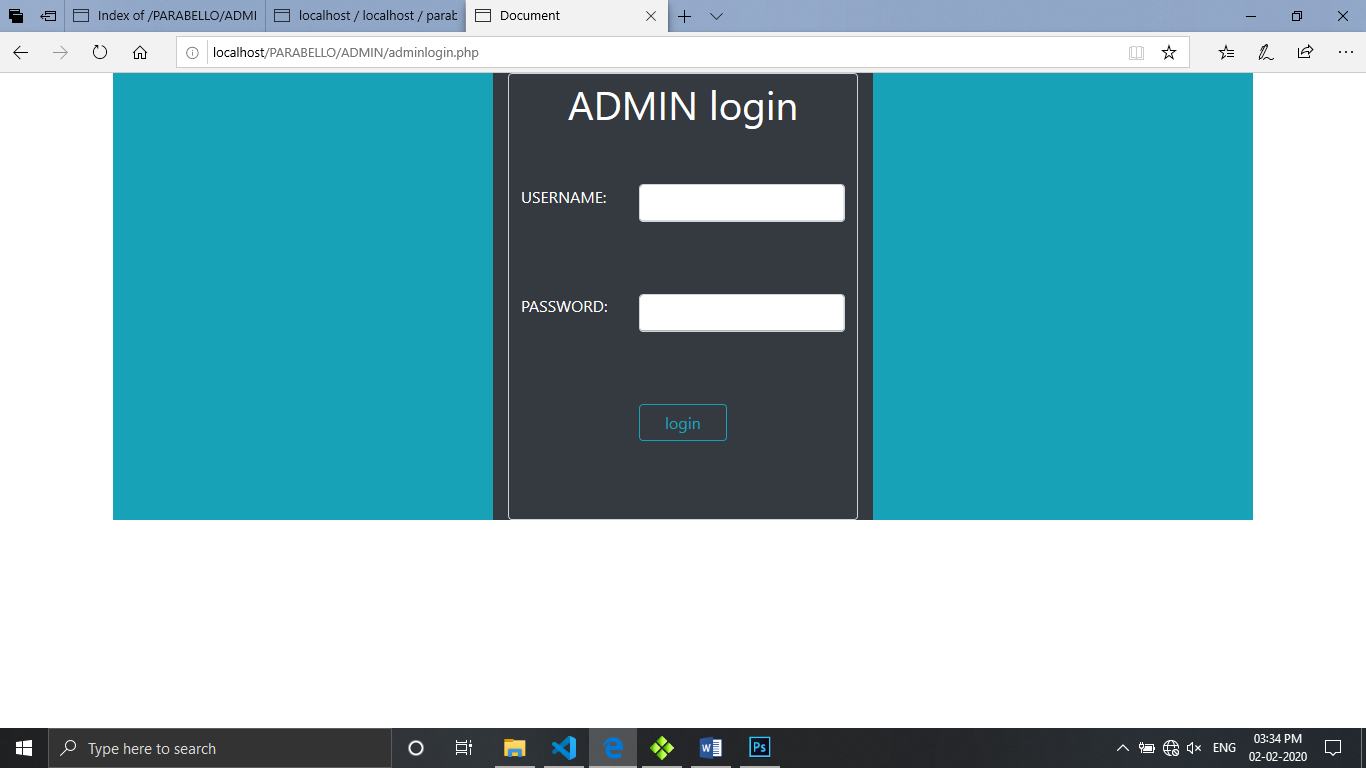 Index of /PARABELLO/ADMI
localhost / localhost / parab
Document
localhost/PARABELLO/ADMIN/adminlogin.php
ADMIN login
USERNAME:
PASSWORD:
login
Type here to search
W
Ps
ENG
03:34 PM
02-02-2020